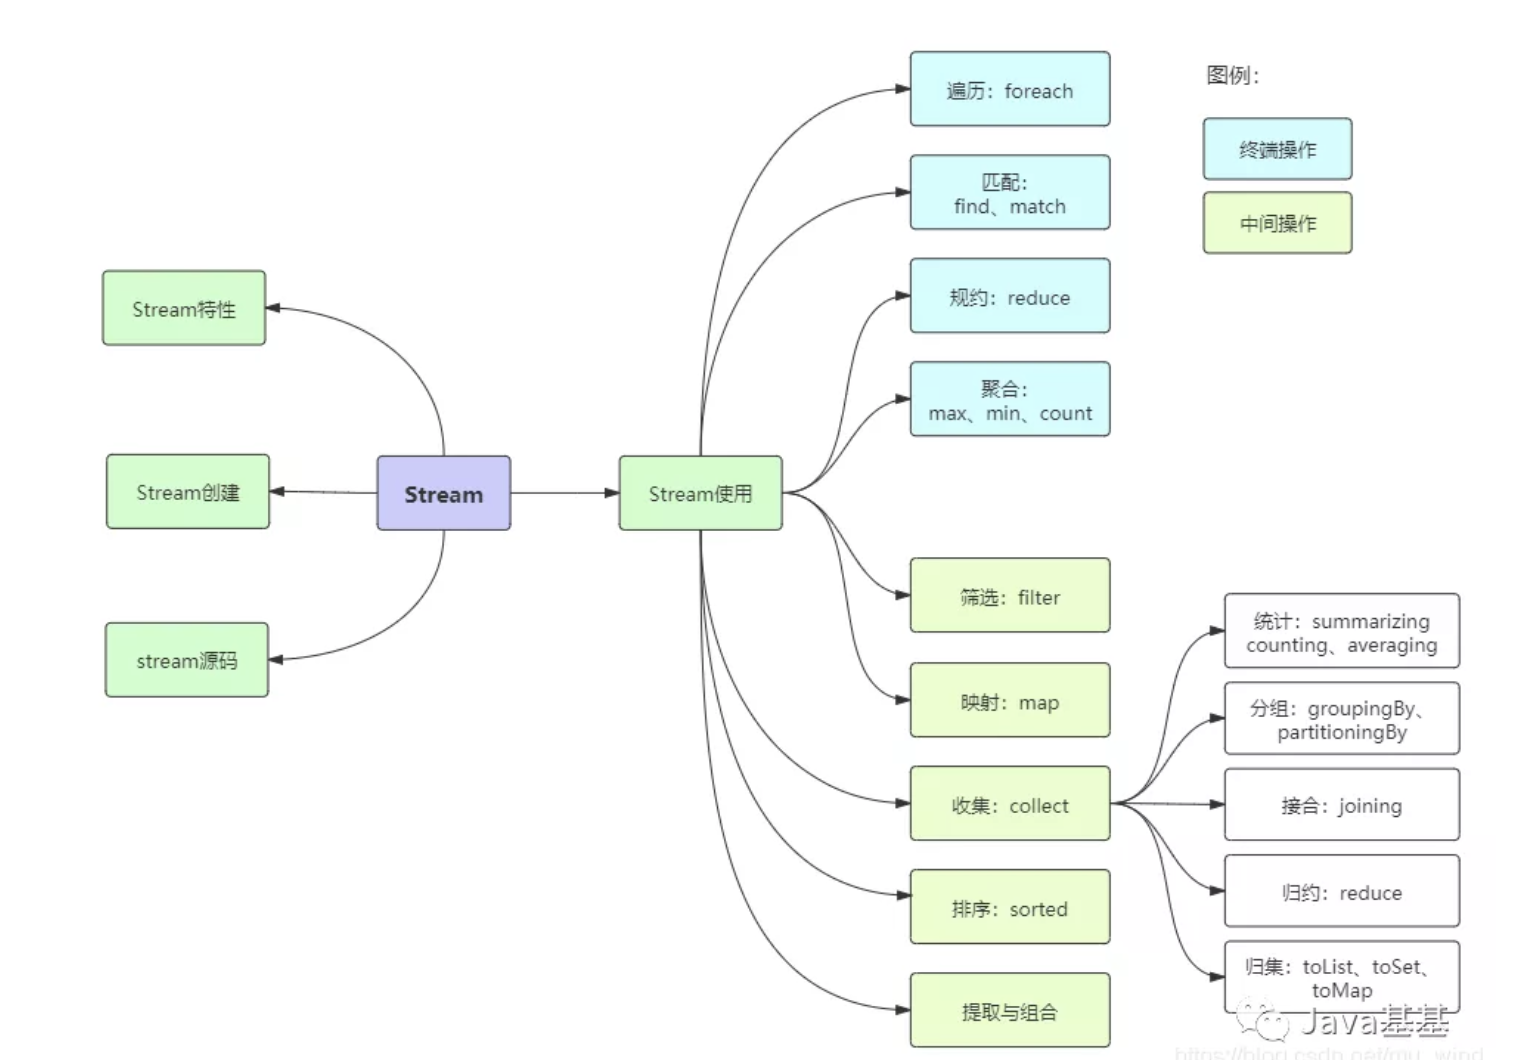 遍历：foreach
图例：
终端操作
匹配：
find、match
中间操作
规约：reduce
Stream特性
聚合：
max、min、count
Stream创建
Stream
Stream使用
筛选：filter
统计：summarizing
counting、averaging
stream源码
映射：map
分组：groupingBy、
partitioningBy
收集：collect
接合：joining
归约：reduce
排序：sorted
归集：toList、toSet、
toMap
提取与组合
Java基基
https://blog.csdn.net/mu_wind